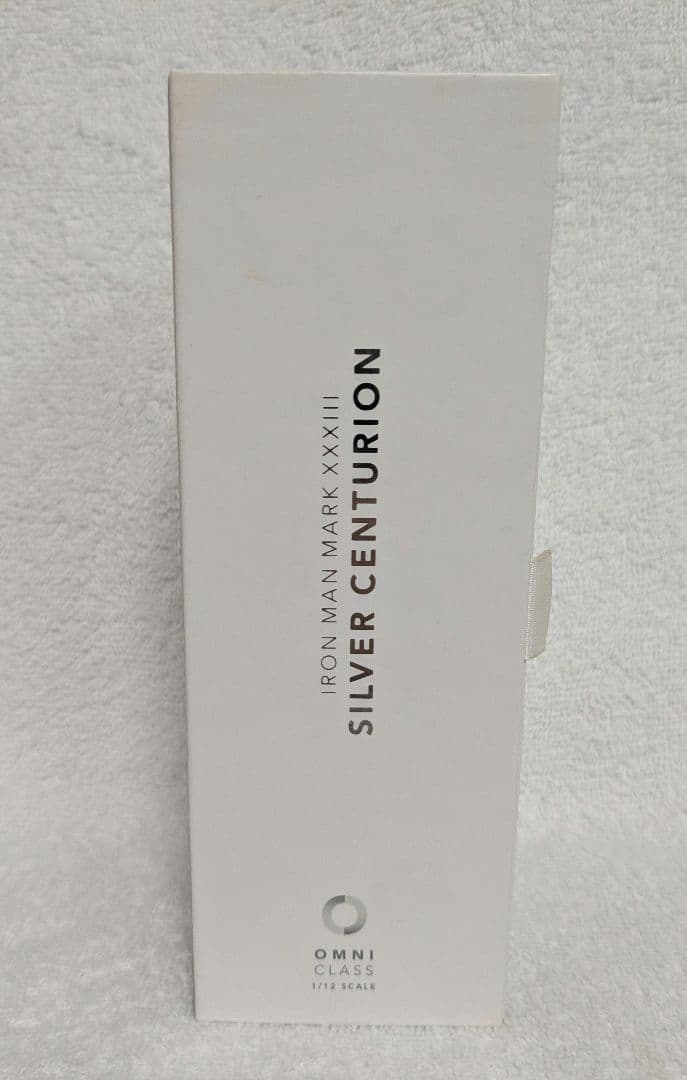 IRON MAN MARK XXXIII
SILVER CENTURION
OMNI
CLASS
1/12 SCALE